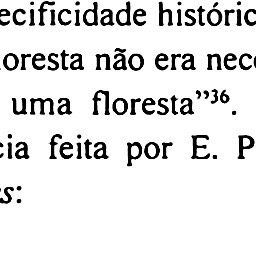 ecificidade históric
loresta não era nece
uma floresta”³⁶.
cia feita por E. P
s: